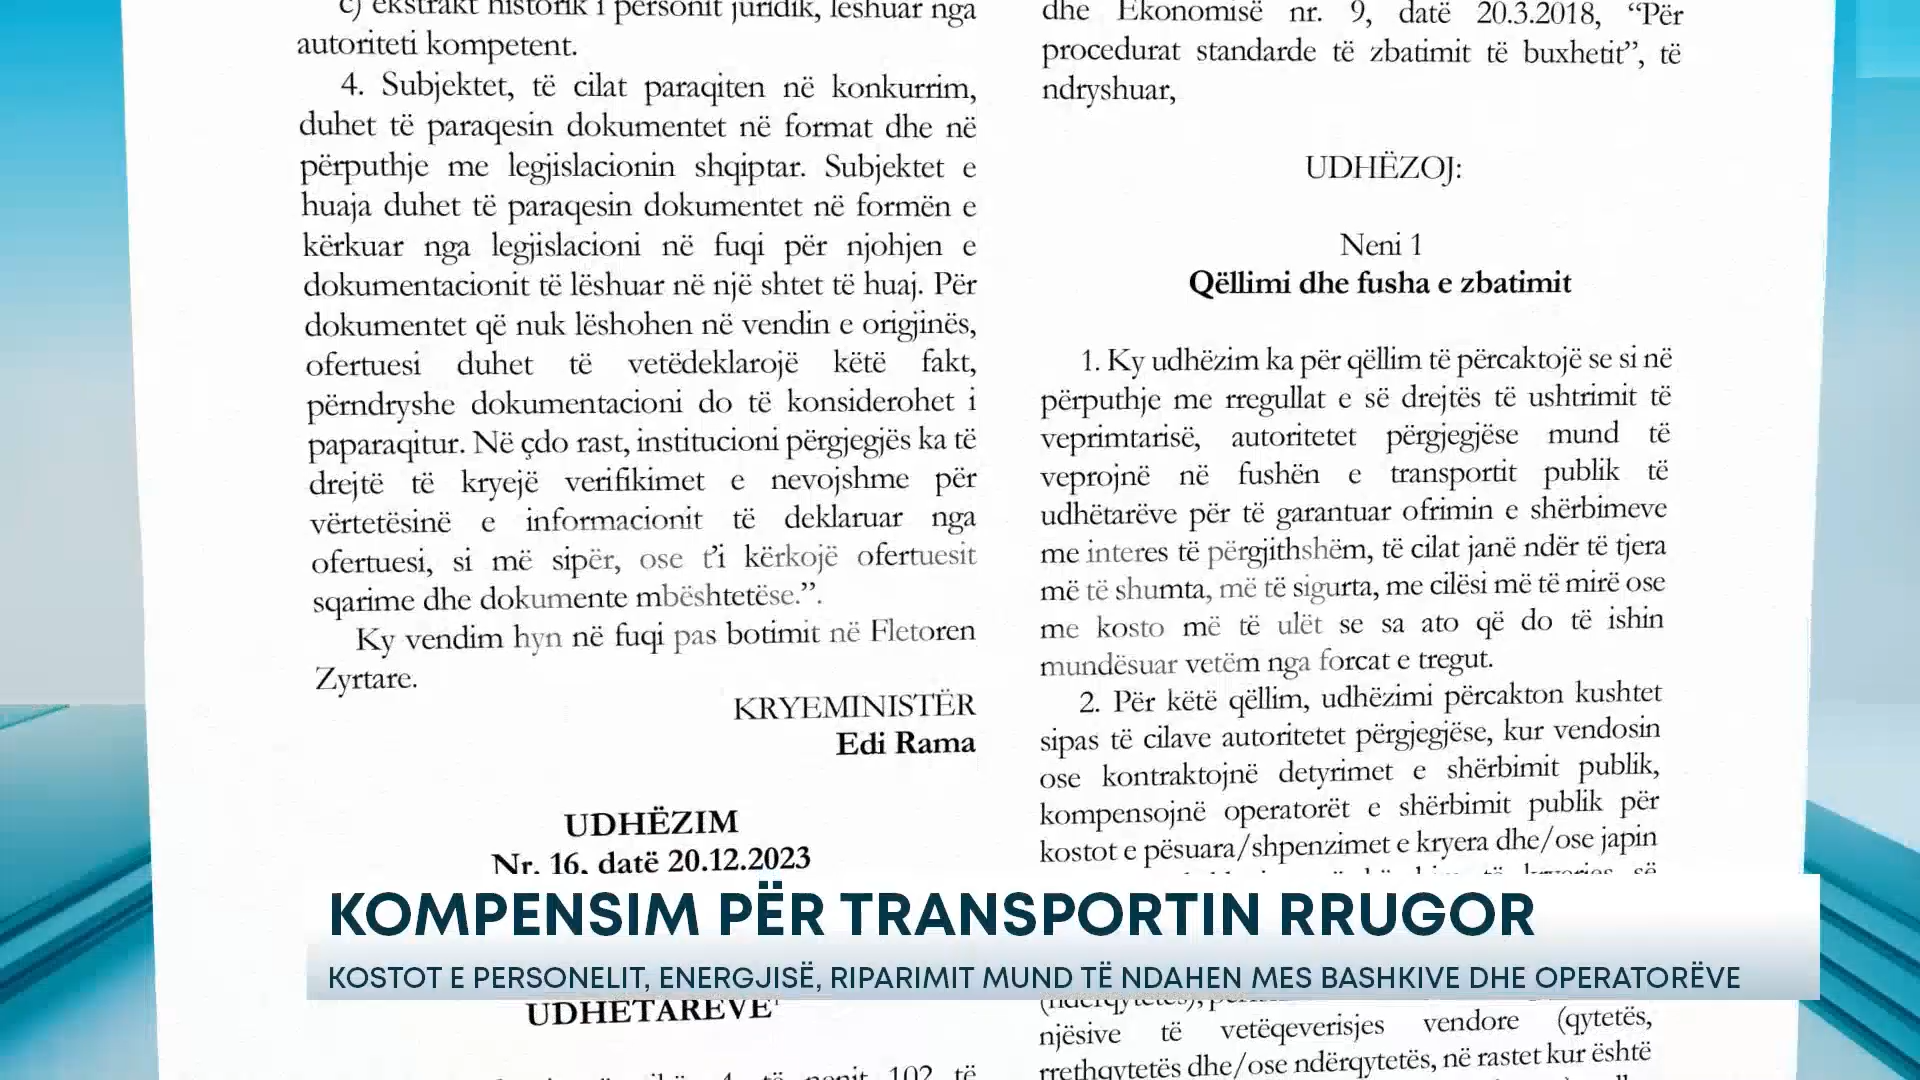 c) ekstrakt historik i personit juridik, lëshuar nga
autoriteti kompetent.
4. Subjektet, të cilat paraqiten në konkurrim,
duhet të paraqesin dokumentet në format dhe në
përputhje me legjislacionin shqiptar. Subjektet e
huaja duhet të paraqesin dokumentet në formën e
kërkuar nga legjislacioni në fuqi për njohjen e
dokumentacionit të lëshuar në një shtet të huaj. Për
dokumentet që nuk lëshohen në vendin e origjinës,
ofertuesi duhet të vetëdeklarojë këtë fakt,
përndryshe dokumentacioni do të konsiderohet i
paparaqitur. Në çdo rast, institucioni përgjegjës ka të
drejtë të kryejë verifikimet e nevojshme për
vërtetësinë e informacionit të deklaruar nga
ofertuesi, si më sipër, ose t’i kërkojë ofertuesit
sqarime dhe dokumente mbështetëse.”.
Ky vendim hyn në fuqi pas botimit në Fletoren
Zyrtare.
KRYEMINISTËR
Edi Rama
UDHËZIM
Nr. 16, datë 20.12.2023
UDHËTARËVE¹
4 të nenit 102 të
dhe Ekonomisë nr. 9, datë 20.3.2018, “Për
procedurat standarde të zbatimit të buxhetit”, të
ndryshuar,
UDHËZOJ:
Neni 1
Qëllimi dhe fusha e zbatimit
1. Ky udhëzim ka për qëllim të përcaktojë se si në
përputhje me rregullat e së drejtës të ushtrimit të
veprimtarisë, autoritetet përgjegjëse mund të
veprojnë në fushën e transportit publik të
udhëtarëve për të garantuar ofrimin e shërbimeve
me interes të përgjithshëm, të cilat janë ndër të tjera
më të shumta, më të sigurta, me cilësi më të mirë ose
me kosto më të ulët se sa ato që do të ishin
mundësuar vetëm nga forcat e tregut.
2. Për këtë qëllim, udhëzimi përcakton kushtet
sipas të cilave autoritetet përgjegjëse, kur vendosin
ose kontraktojnë detyrimet e shërbimit publik,
kompensojnë operatorët e shërbimit publik për
kostot e pësuara/shpenzimet e kryera dhe/ose japin
(ndërqytetës),
njësive të vetëqeverisjes vendore (qytetës,
rrethqytetës dhe/ose ndërqytetës, në rastet kur është
KOMPENSIM PËR TRANSPORTIN RRUGOR
KOSTOT E PERSONELIT, ENERGJISË, RIPARIMIT MUND TË NDAHEN MES BASHKIVE DHE OPERATORËVE